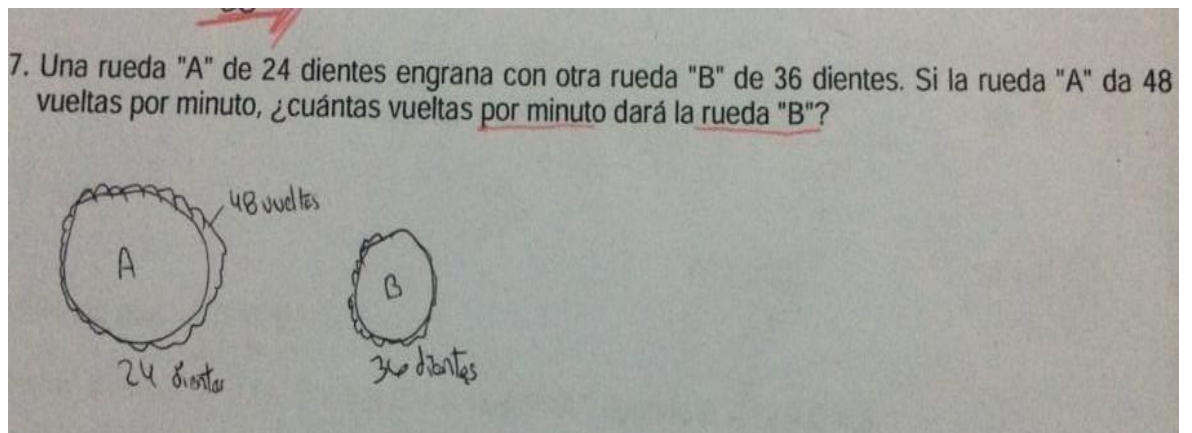 7. Una rueda "A" de 24 dientes engrana con otra rueda "B" de 36 dientes. Si la rueda "A" da 48
vueltas por minuto, ¿cuántas vueltas por minuto dará la rueda "B"?
48 vueltas
A
B
24 dientes
36 dientes